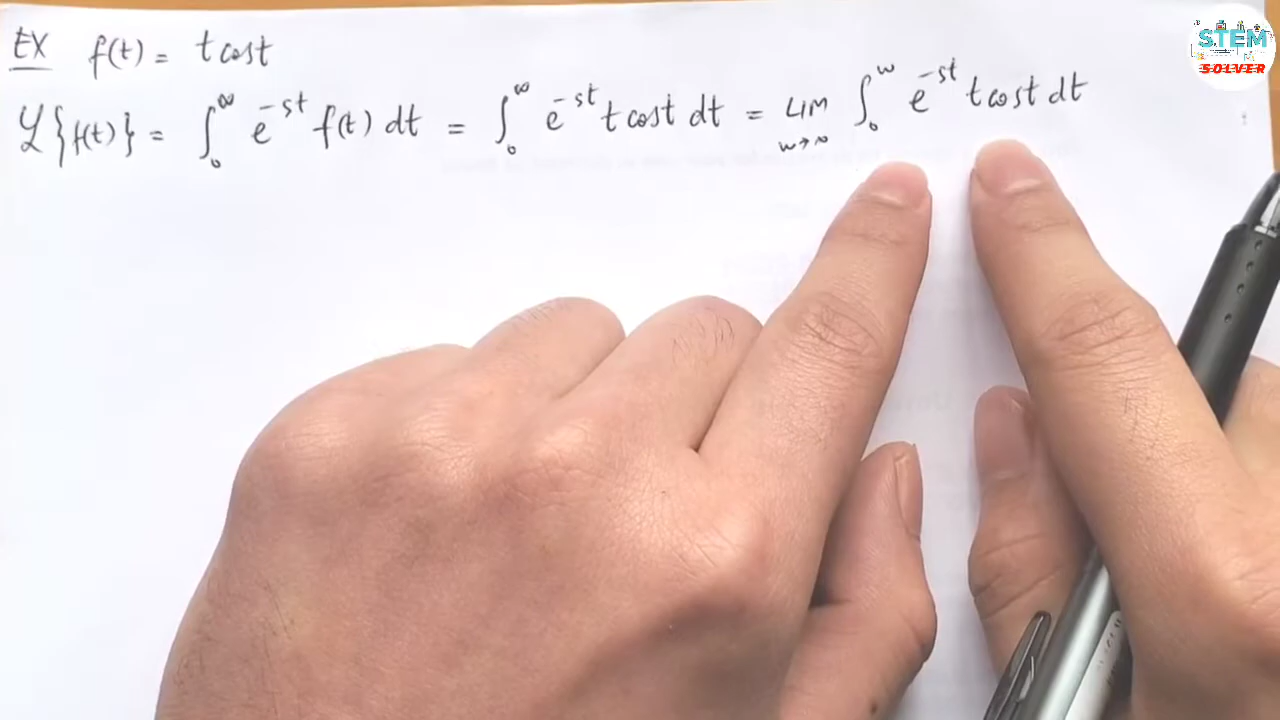 EX f(t) = t cost
ℒ{f(t)} = ∫₀^∞ e^-st f(t) dt = ∫₀^∞ e^-st t cost dt = LIM w→∞ ∫₀^w e^-st t cost dt
STEM
SOLVER